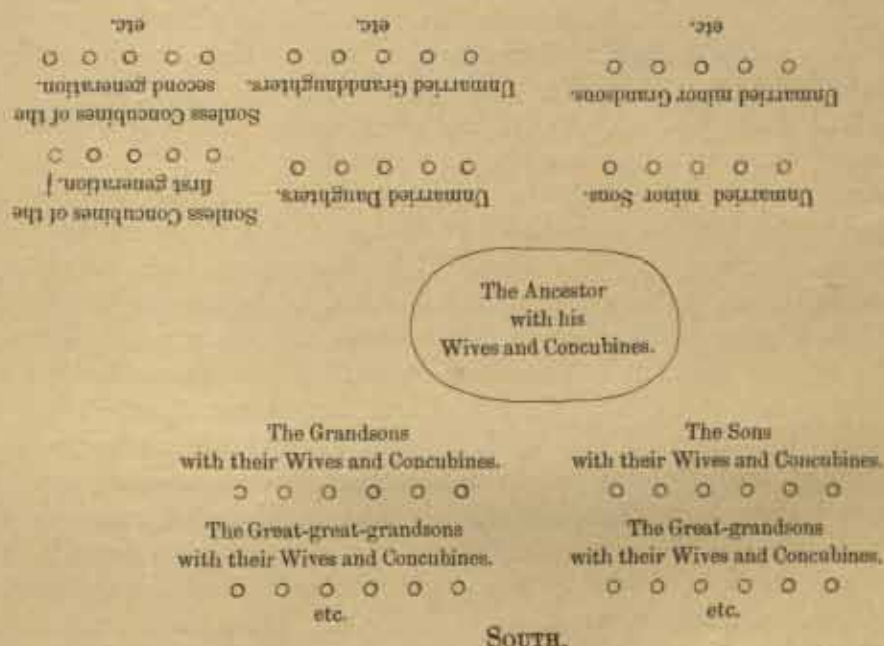 etc.
etc.
etc.
Sonless Concubines of the
second generation.
Unmarried Granddaughters.
Unmarried minor Grandsons.
Sonless Concubines of the
first generation.
Unmarried Daughters.
Unmarried minor Sons.
The Ancestor
with his
Wives and Concubines.
The Grandsons
with their Wives and Concubines.
The Sons
with their Wives and Concubines.
The Great-great-grandsons
with their Wives and Concubines.
etc.
The Great-grandsons
with their Wives and Concubines.
etc.
SOUTH.